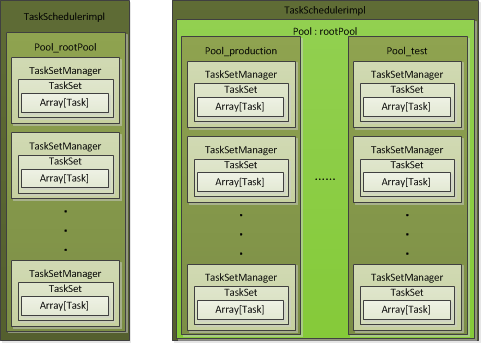 TaskSchedulerimpl
Pool_rootPool
TaskSetManager
TaskSet
Array[Task]
TaskSetManager
TaskSet
Array[Task]
TaskSetManager
TaskSet
Array[Task]
TaskSchedulerimpl
Pool : rootPool
Pool_production
TaskSetManager
TaskSet
Array[Task]
TaskSetManager
TaskSet
Array[Task]
TaskSetManager
TaskSet
Array[Task]
......
Pool_test
TaskSetManager
TaskSet
Array[Task]
TaskSetManager
TaskSet
Array[Task]
TaskSetManager
TaskSet
Array[Task]